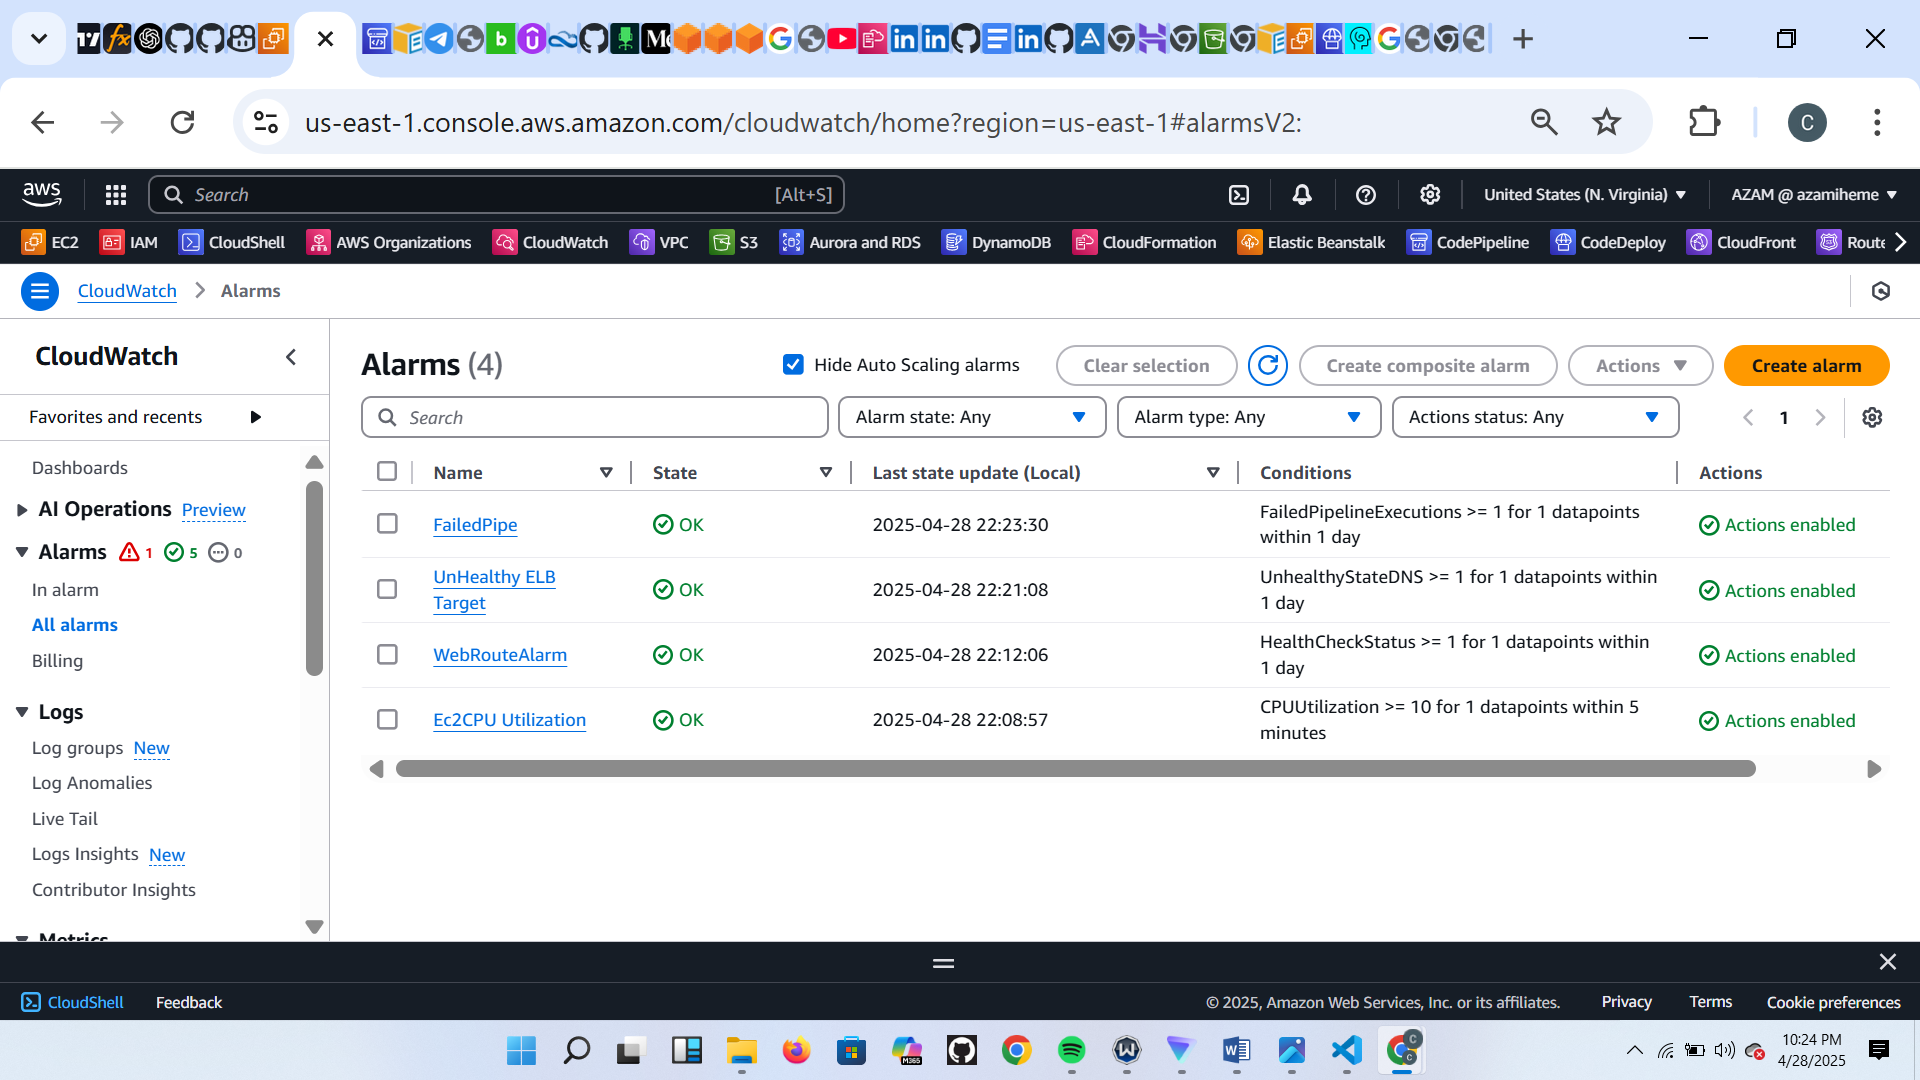 us-east-1.console.aws.amazon.com/cloudwatch/home?region=us-east-1#alarmsV2:
C
aws
Search
[Alt+S]
United States (N. Virginia)
AZAM @ azamiheme
EC2
IAM
CloudShell
AWS Organizations
CloudWatch
VPC
S3
Aurora and RDS
DynamoDB
CloudFormation
Elastic Beanstalk
CodePipeline
CodeDeploy
CloudFront
Route
CloudWatch
Alarms
CloudWatch
Favorites and recents
Dashboards
AI Operations Preview
Alarms 1 5 0
In alarm
All alarms
Billing
Logs
Log groups New
Log Anomalies
Live Tail
Logs Insights New
Contributor Insights
Metrics
Alarms (4)
Hide Auto Scaling alarms
Clear selection
Create composite alarm
Actions
Create alarm
Search
Alarm state: Any
Alarm type: Any
Actions status: Any
1
Name
State
Last state update (Local)
Conditions
Actions
FailedPipe
OK
2025-04-28 22:23:30
FailedPipelineExecutions >= 1 for 1 datapoints
within 1 day
Actions enabled
UnHealthy ELB
Target
OK
2025-04-28 22:21:08
UnhealthyStateDNS >= 1 for 1 datapoints within
1 day
Actions enabled
WebRouteAlarm
OK
2025-04-28 22:12:06
HealthCheckStatus >= 1 for 1 datapoints within
1 day
Actions enabled
Ec2CPU Utilization
OK
2025-04-28 22:08:57
CPUUtilization >= 10 for 1 datapoints within 5
minutes
Actions enabled
CloudShell
Feedback
© 2025, Amazon Web Services, Inc. or its affiliates.
Privacy
Terms
Cookie preferences
M365
10:24 PM
4/28/2025